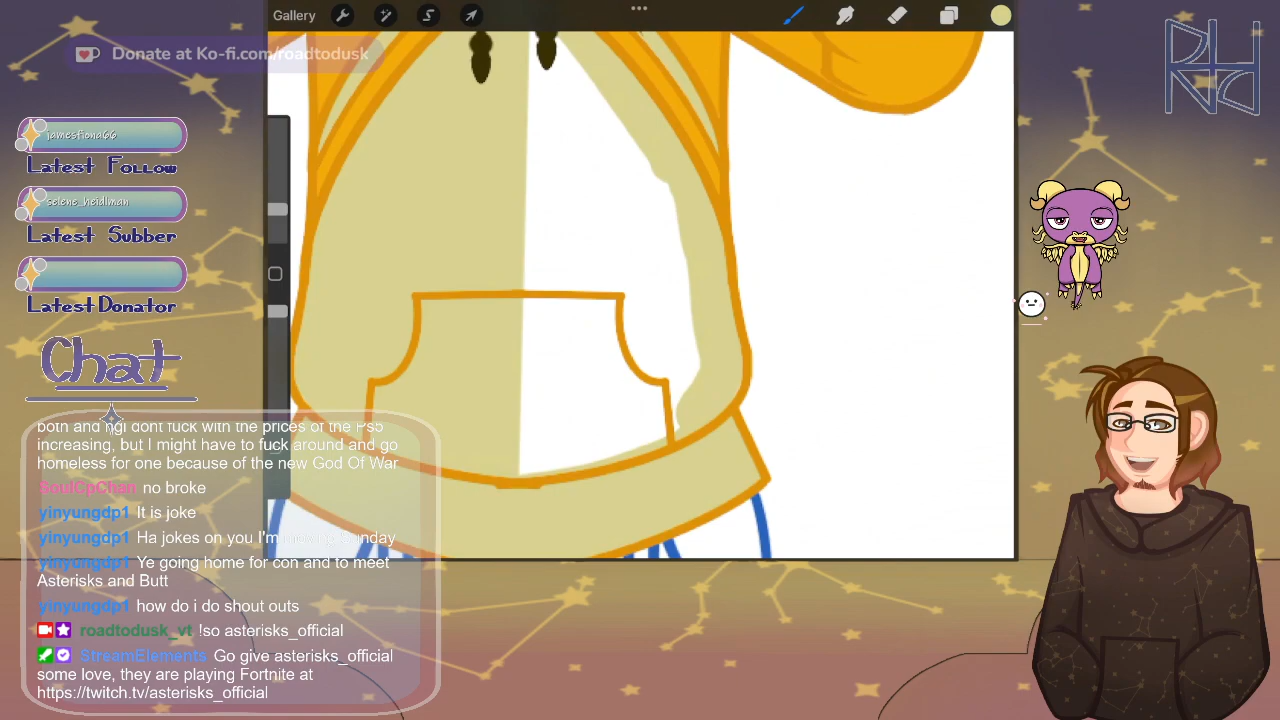 Gallery
Donate at Ko-fi.com/roadtodusk
jamesfiona66
Latest Follow
selene_heidlman
Latest Subber
Latest Donator
Chat
both and ngl dont fuck with the prices of the Ps5
increasing, but I might have to fuck around and go
homeless for one because of the new God Of War
SoulCpChan no broke
yinyungdp1 It is joke
yinyungdp1 Ha jokes on you I'm moving Sunday
yinyungdp1 Ye going home for con and to meet
Asterisks and Butt
yinyungdp1 how do i do shout outs
roadtodusk_vt !so asterisks_official
StreamElements Go give asterisks_official
some love, they are playing Fortnite at
https://twitch.tv/asterisks_official
RtD